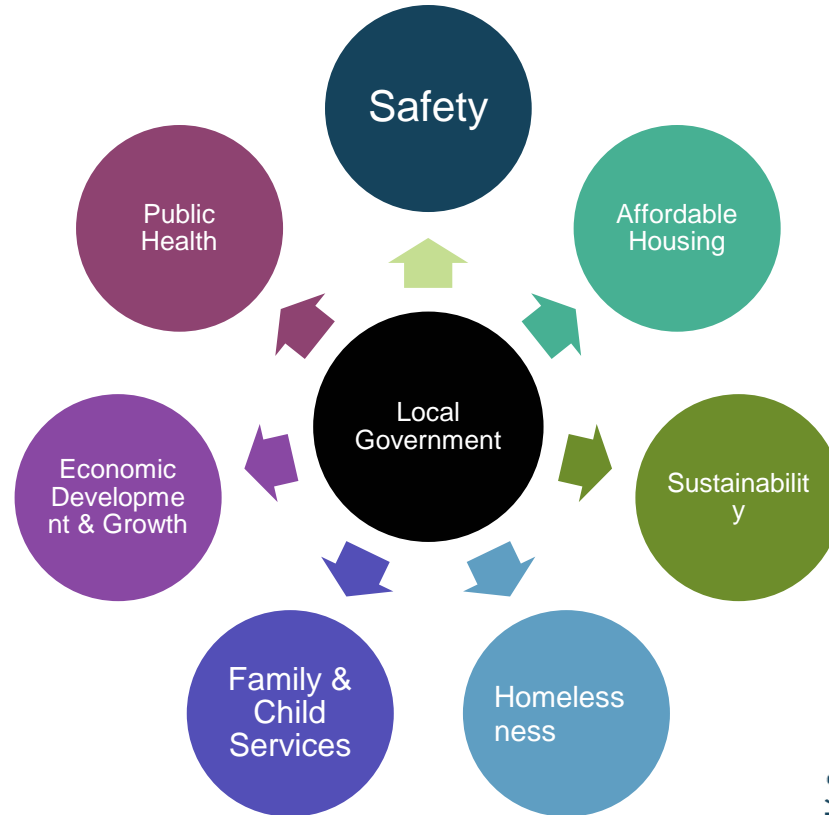 Safety
Public
Health
Affordable
Housing
Local
Government
Economic
Developme
nt & Growth
Sustainabilit
y
Family &
Child
Services
Homeless
ness